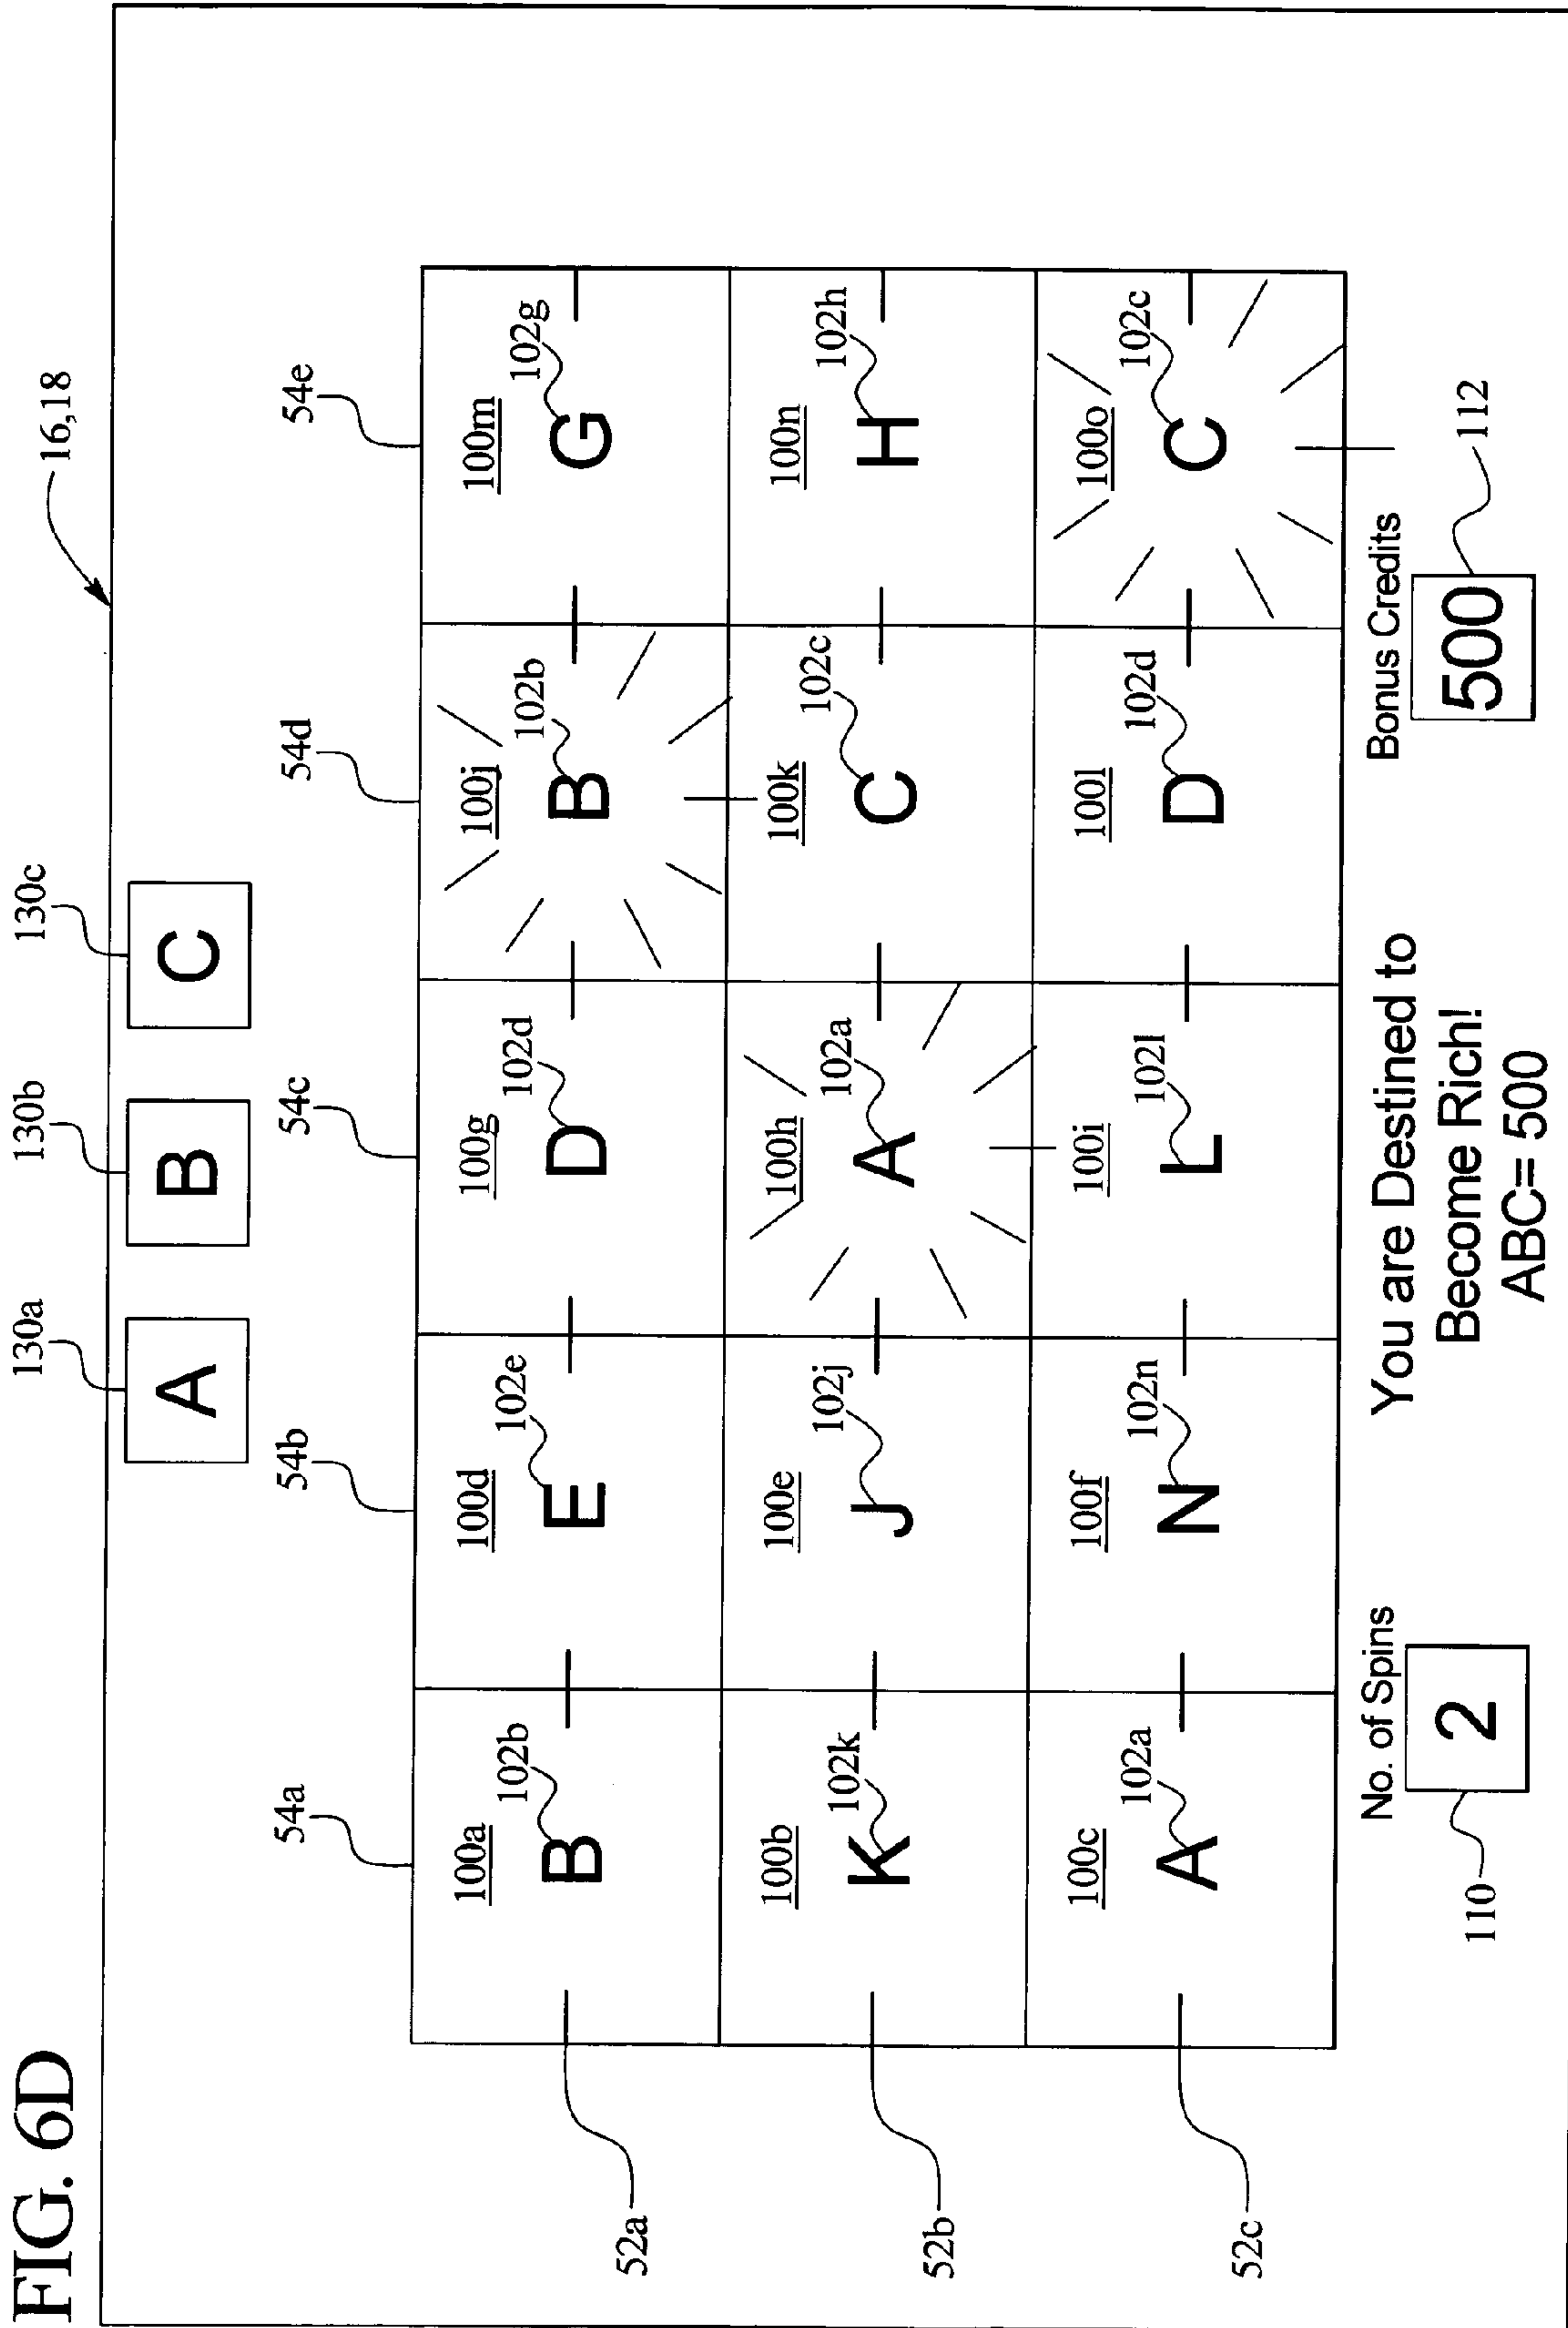 FIG. 6D
16,18
130a 130b 130c
A B C
54a 54b 54c 54d 54e
100a 100d 100g 100j 100m
102b 102e 102d 102b 102g
B E D B G
52a
100b 100e 100h 100k 100n
102k 102j 102a 102c 102h
K J A C H
52b
100c 100f 100i 100l 100o
102a 102n 102l 102d 102c
A N L D C
52c
No. of Spins
2
110
You are Destined to
Become Rich!
ABC= 500
Bonus Credits
500
112